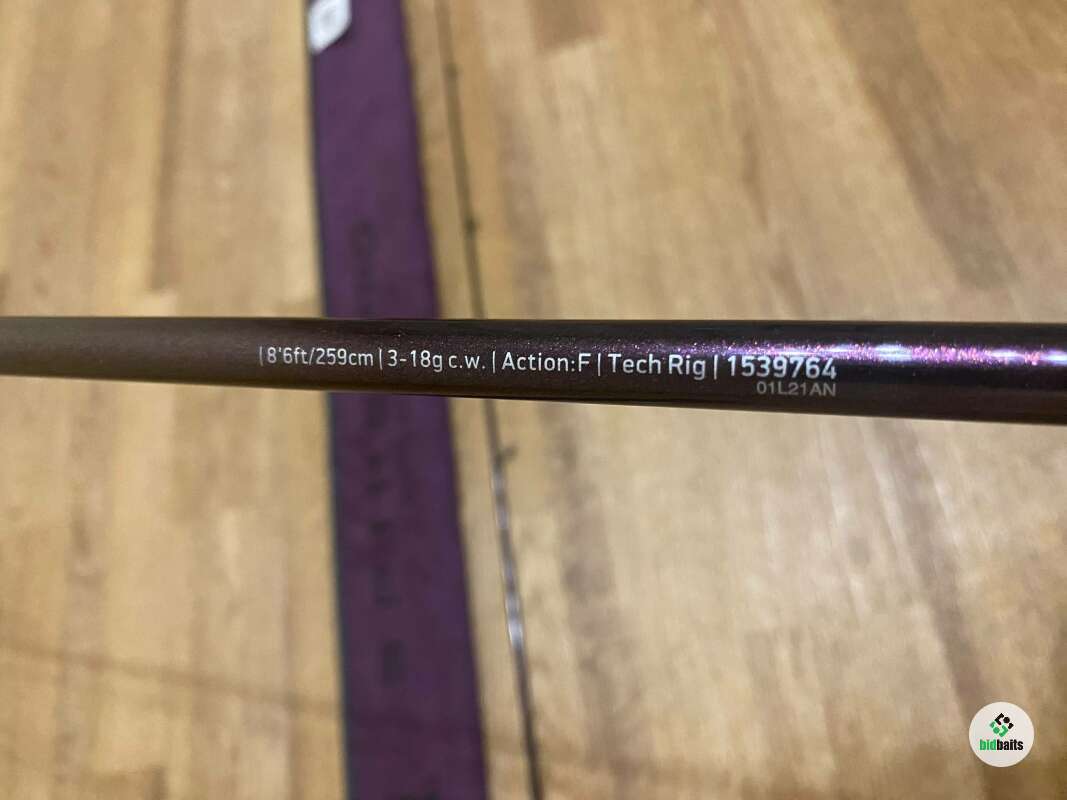 | 8'6ft/259cm | 3-18g c.w. | Action:F | Tech Rig | 1539764
01L21AN
bidbaits